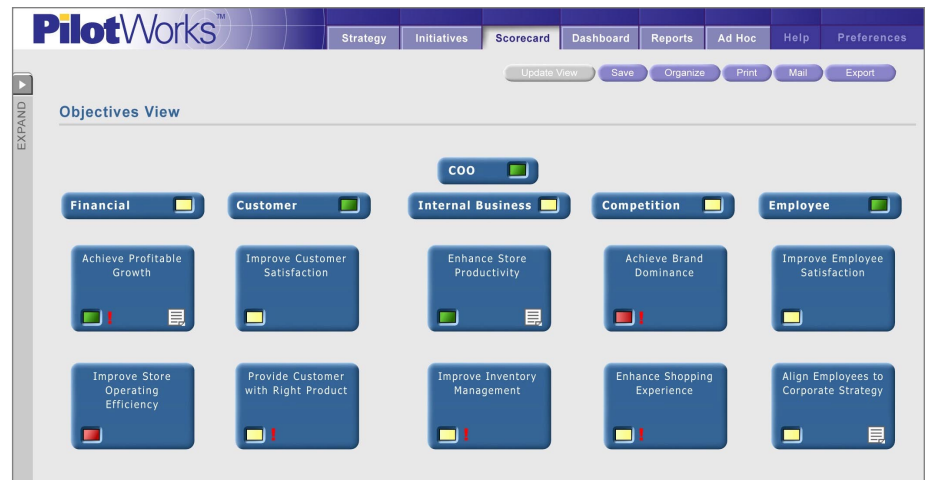 PilotWorks™
Strategy Initiatives Scorecard Dashboard Reports Ad Hoc Help Preferences
Update View Save Organize Print Mail Export
EXPAND
Objectives View
COO
Financial Customer Internal Business Competition Employee
Achieve Profitable
Growth
!
Improve Customer
Satisfaction
Enhance Store
Productivity
Achieve Brand
Dominance
!
Improve Employee
Satisfaction
Improve Store
Operating
Efficiency
Provide Customer
with Right Product
!
Improve Inventory
Management
!
Enhance Shopping
Experience
!
Align Employees to
Corporate Strategy